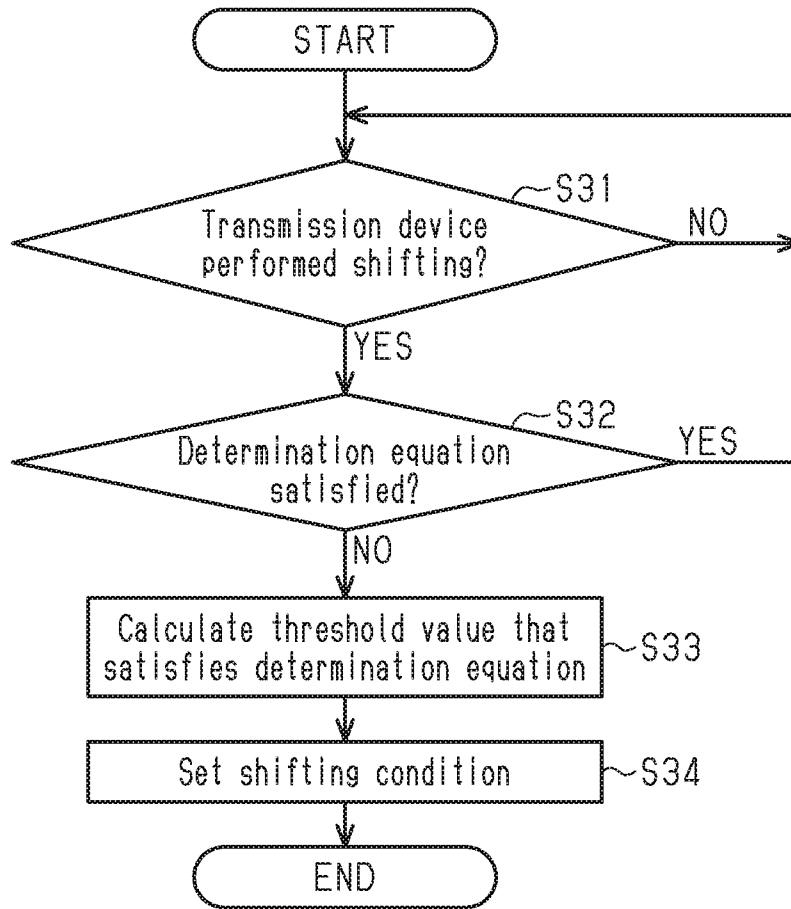 START
S31
Transmission device
performed shifting?
NO
YES
S32
Determination equation
satisfied?
YES
NO
Calculate threshold value that
satisfies determination equation
S33
Set shifting condition
S34
END